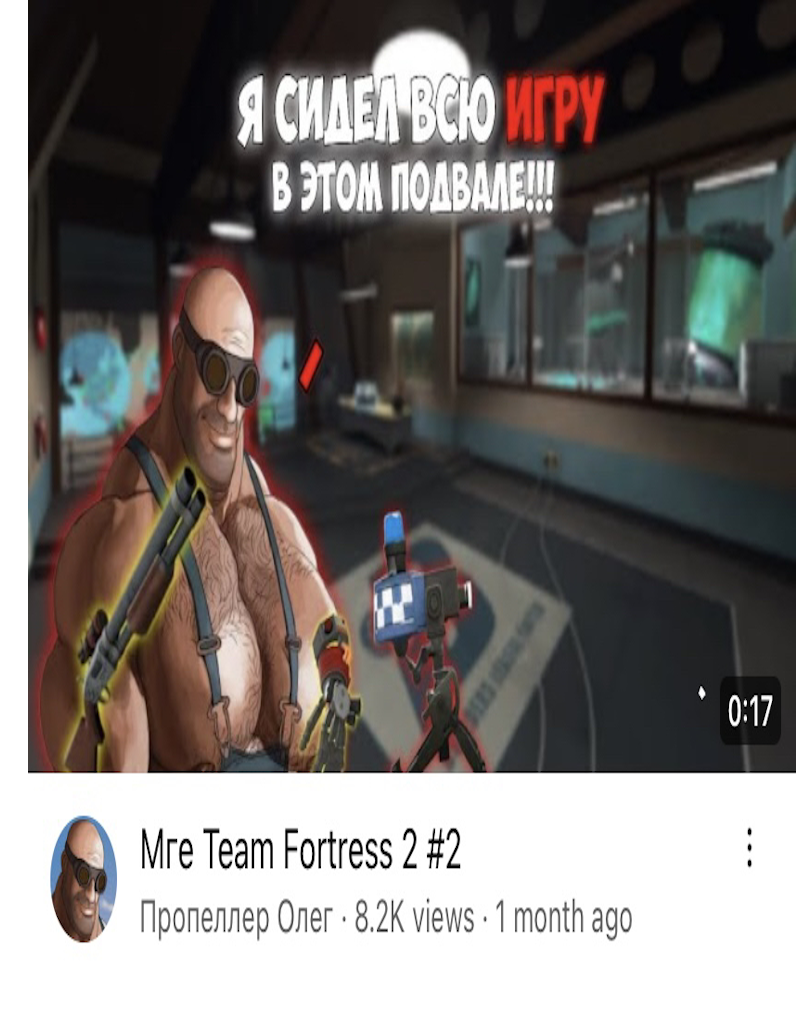 Я СИДЕЛ ВСЮ ИГРУ
В ЭТОМ ПОДВАЛЕ!!!
0:17
Мге Team Fortress 2 #2
Пропеллер Олег · 8.2K views · 1 month ago